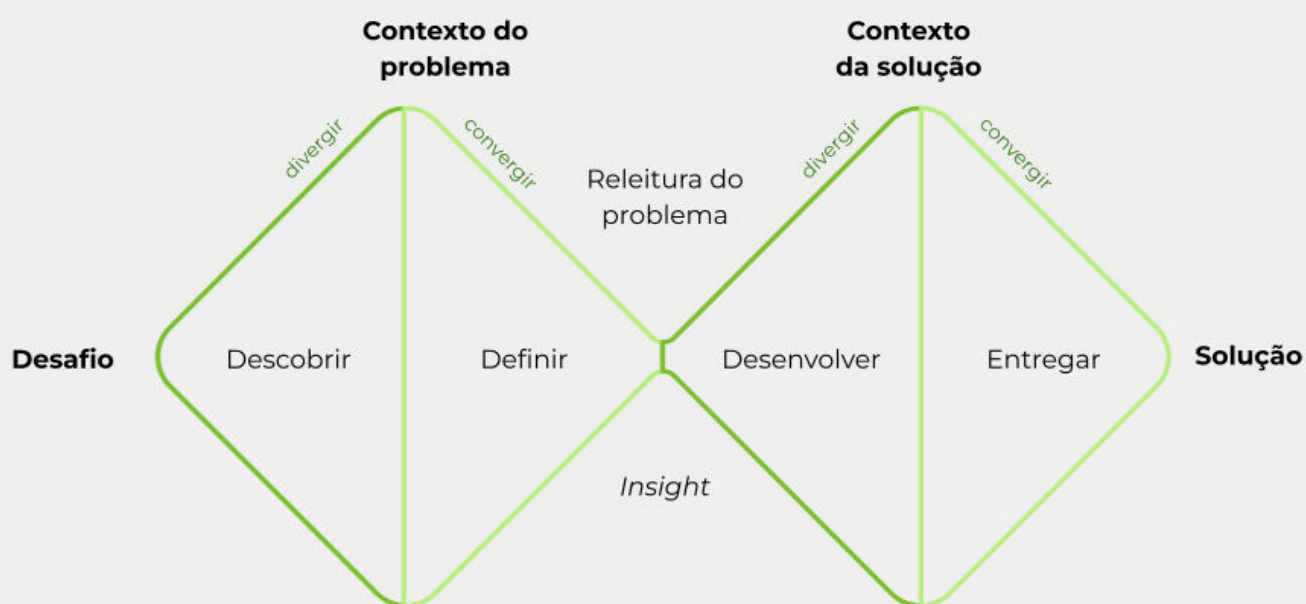 Contexto do
problema
Contexto
da solução
divergir
convergir
divergir
convergir
Releitura do
problema
Desafio
Descobrir
Definir
Desenvolver
Entregar
Solução
Insight